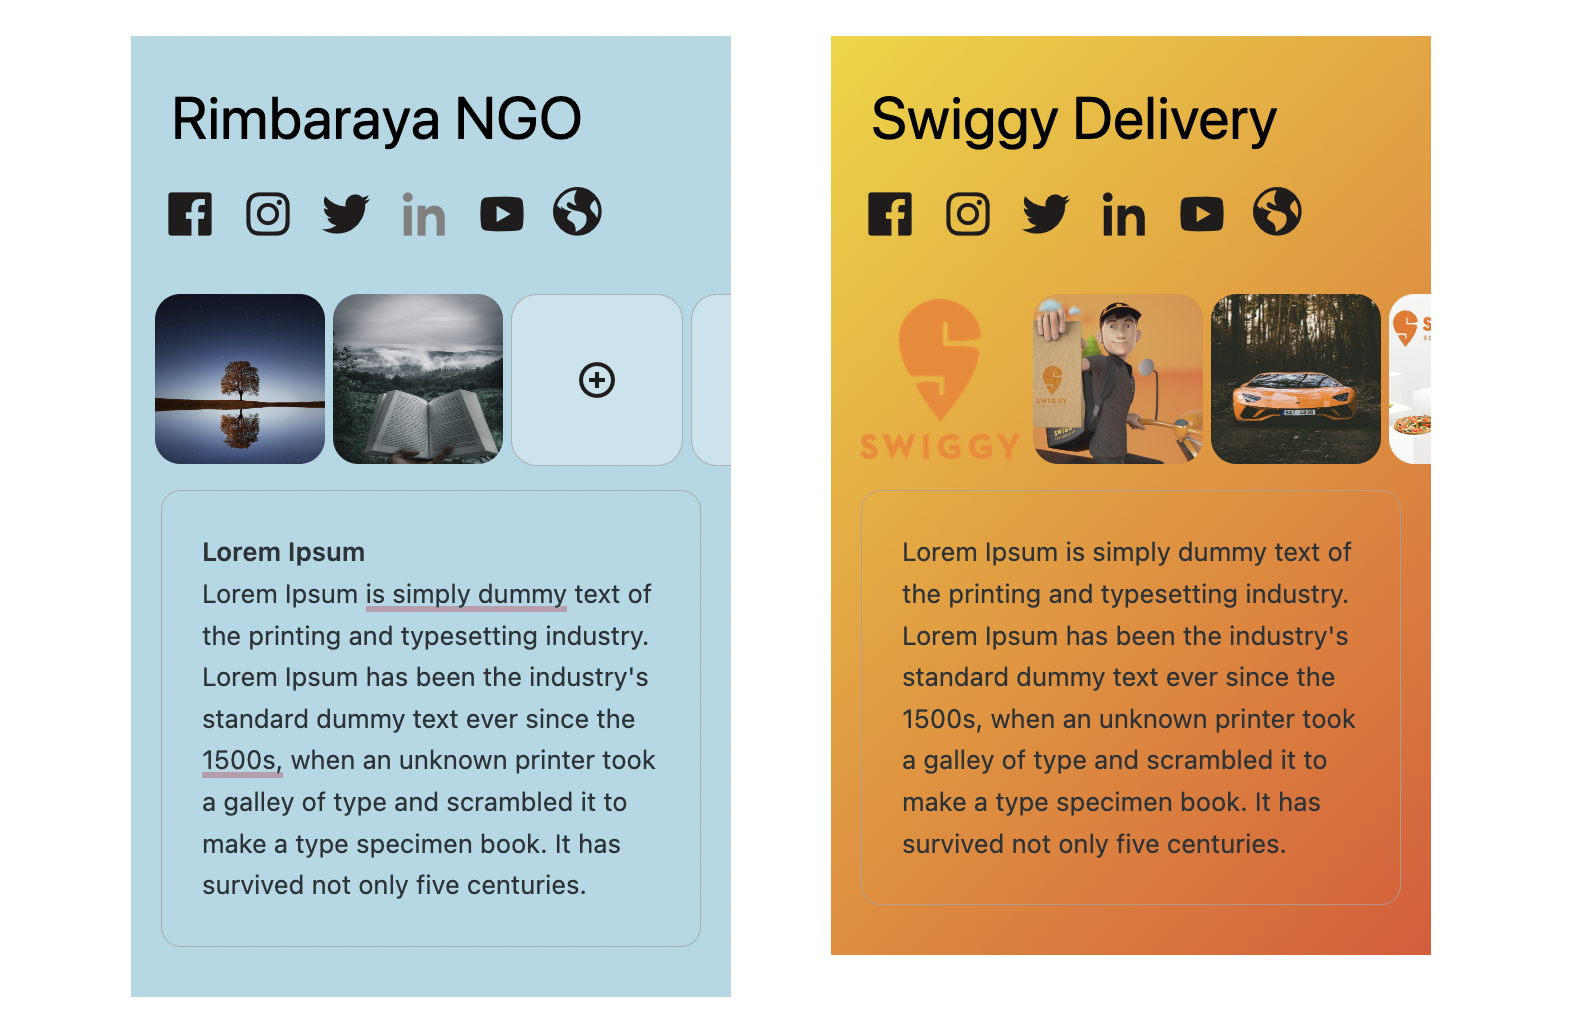 Rimbaraya NGO
Lorem Ipsum
Lorem Ipsum is simply dummy text of
the printing and typesetting industry.
Lorem Ipsum has been the industry's
standard dummy text ever since the
1500s, when an unknown printer took
a galley of type and scrambled it to
make a type specimen book. It has
survived not only five centuries.
Swiggy Delivery
SWIGGY
SWIGGY
Lorem Ipsum is simply dummy text of
the printing and typesetting industry.
Lorem Ipsum has been the industry's
standard dummy text ever since the
1500s, when an unknown printer took
a galley of type and scrambled it to
make a type specimen book. It has
survived not only five centuries.